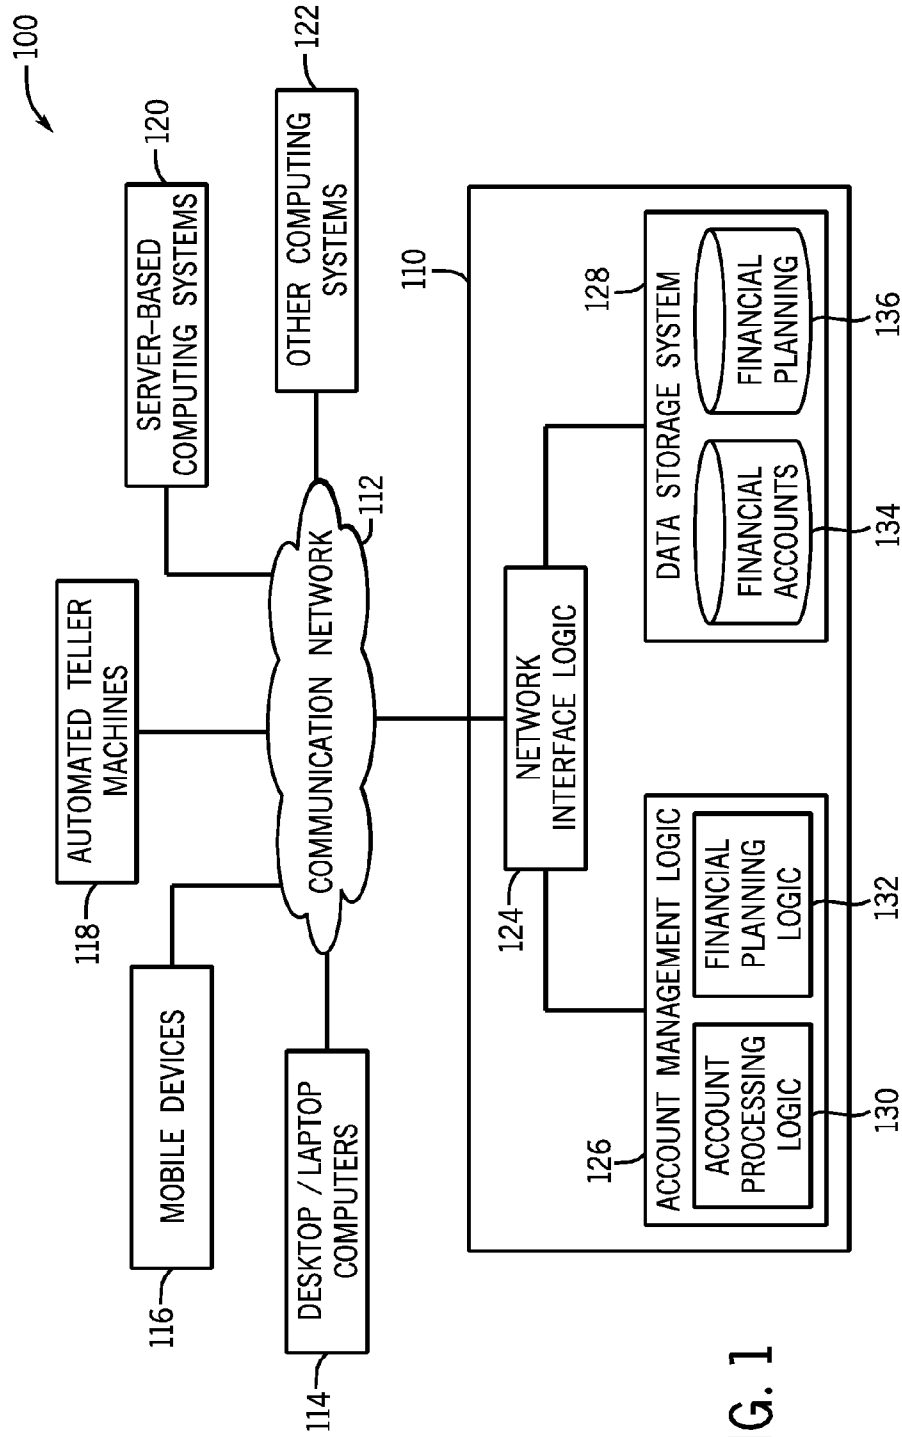 100
SERVER-BASED
COMPUTING SYSTEMS
120
OTHER COMPUTING
SYSTEMS
122
AUTOMATED TELLER
MACHINES
118
MOBILE DEVICES
116
DESKTOP / LAPTOP
COMPUTERS
114
COMMUNICATION NETWORK
112
110
NETWORK
INTERFACE LOGIC
124
ACCOUNT MANAGEMENT LOGIC
126
ACCOUNT
PROCESSING
LOGIC
130
FINANCIAL
PLANNING
LOGIC
132
DATA STORAGE SYSTEM
128
FINANCIAL
ACCOUNTS
134
FINANCIAL
PLANNING
136
G. 1